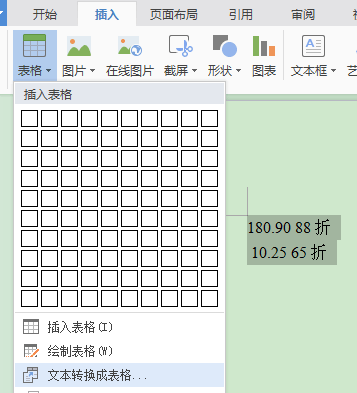 开始 插入 页面布局 引用 审阅
表格 图片 在线图片 截屏 形状 图表 文本框
插入表格
180.90 88 折
10.25 65 折
插入表格(I)
绘制表格(W)
文本转换成表格...